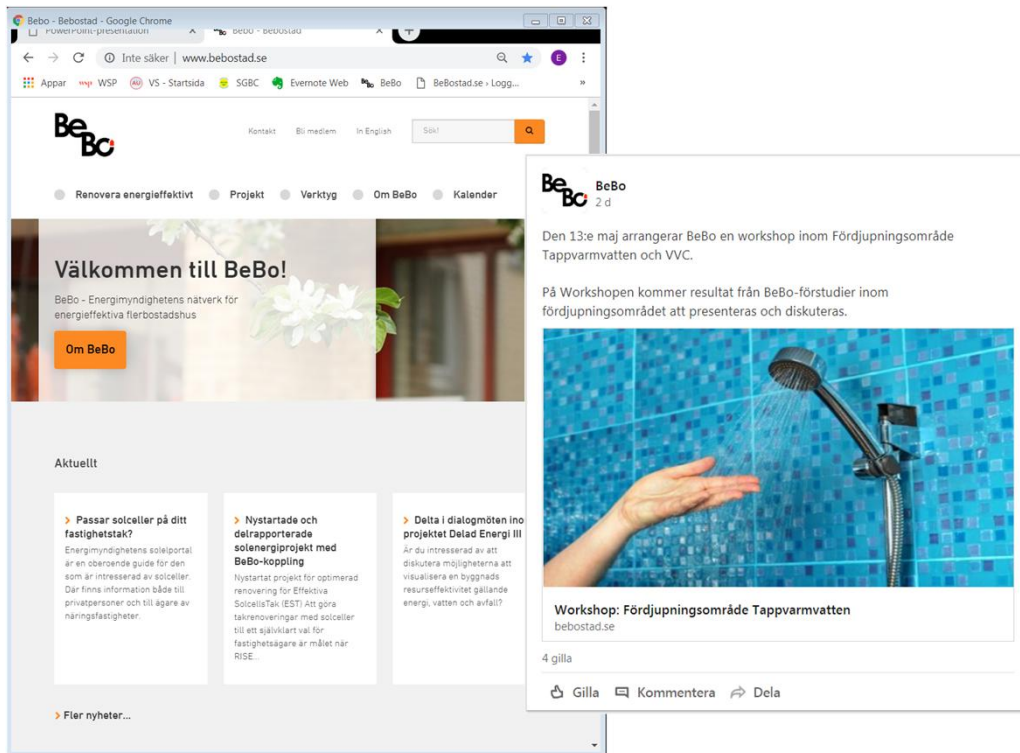 Bebo - Bebostad - Google Chrome
PowerPoint-presentation
Bebo - Bebostad
Inte säker | www.bebostad.se
E
Appar
wsp WSP
VS - Startsida
SGBC
Evernote Web
BeBo
BeBostad.se › Logg...
»
BeBo
Kontakt
Bli medlem
In English
Sök!
Renovera energieffektivt
Projekt
Verktyg
Om BeBo
Kalender
Välkommen till BeBo!
BeBo - Energimyndighetens nätverk för
energieffektiva flerbostadshus
Om BeBo
Aktuellt
Passar solceller på ditt
fastighetstak?
Energimyndighetens solelportal
är en oberoende guide för den
som är intresserad av solceller.
Där finns information både till
privatpersoner och till ägare av
näringsfastigheter.
Nystartade och
delrapporterade
solenergiprojekt med
BeBo-koppling
Nystartat projekt för optimerad
renovering for Effektiva
SolcellsTak (EST) Att göra
takrenoveringar med solceller
till ett självklart val för
fastighetsägare är målet när
RISE...
Delta i dialogmöten ino
projektet Delad Energi III
Är du intresserad av att
diskutera möjligheterna att
visualisera en byggnads
resurseffektivitet gällande
energi, vatten och avfall?
Fler nyheter...
BeBo
BeBo
2 d
Den 13:e maj arrangerar BeBo en workshop inom Fördjupningsområde
Tappvarmvatten och VVC.
På Workshopen kommer resultat från BeBo-förstudier inom
fördjupningsområdet att presenteras och diskuteras.
Workshop: Fördjupningsområde Tappvarmvatten
bebostad.se
4 gilla
Gilla
Kommentera
Dela